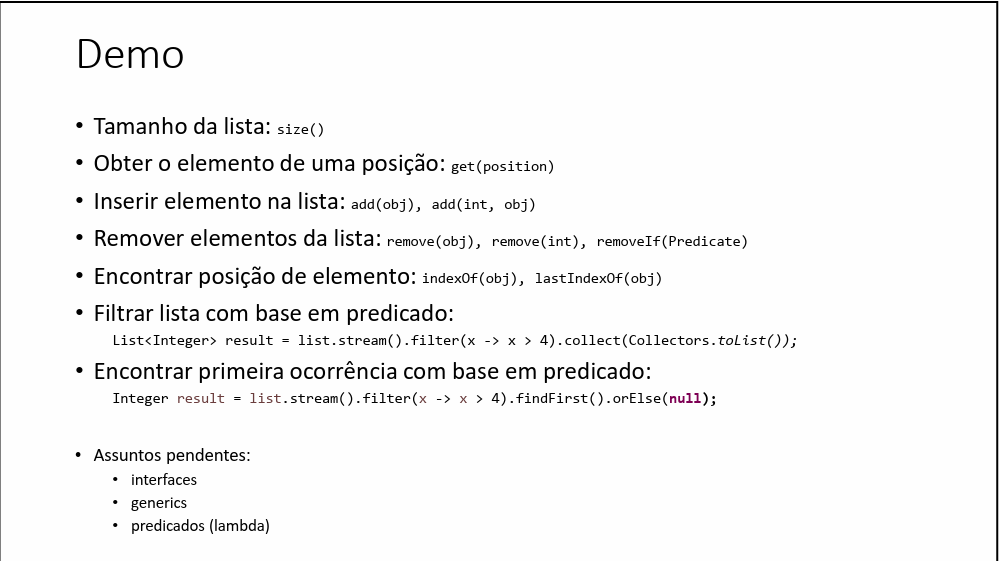 Demo
• Tamanho da lista: size()
• Obter o elemento de uma posição: get(position)
• Inserir elemento na lista: add(obj), add(int, obj)
• Remover elementos da lista: remove(obj), remove(int), removeIf(Predicate)
• Encontrar posição de elemento: indexOf(obj), lastIndexOf(obj)
• Filtrar lista com base em predicado:
List<Integer> result = list.stream().filter(x -> x > 4).collect(Collectors.toList());
• Encontrar primeira ocorrência com base em predicado:
Integer result = list.stream().filter(x -> x > 4).findFirst().orElse(null);
• Assuntos pendentes:
• interfaces
• generics
• predicados (lambda)